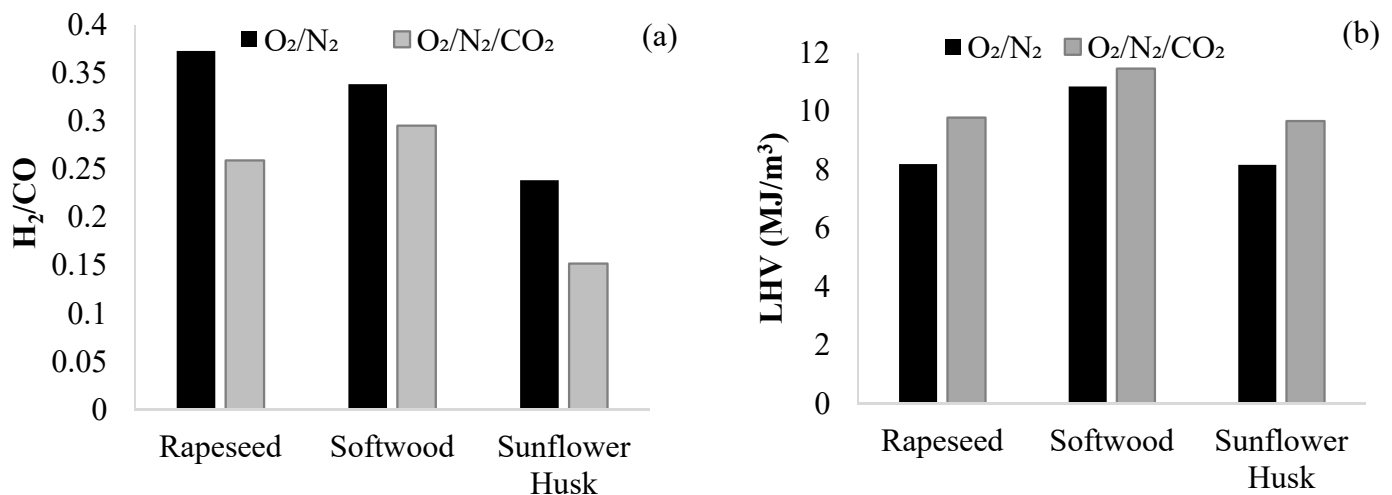 (a)
O₂/N₂ O₂/N₂/CO₂
H₂/CO
0.4
0.35
0.3
0.25
0.2
0.15
0.1
0.05
0
Rapeseed Softwood Sunflower
Husk
(b)
O₂/N₂ O₂/N₂/CO₂
LHV (MJ/m³)
12
10
8
6
4
2
0
Rapeseed Softwood Sunflower
Husk